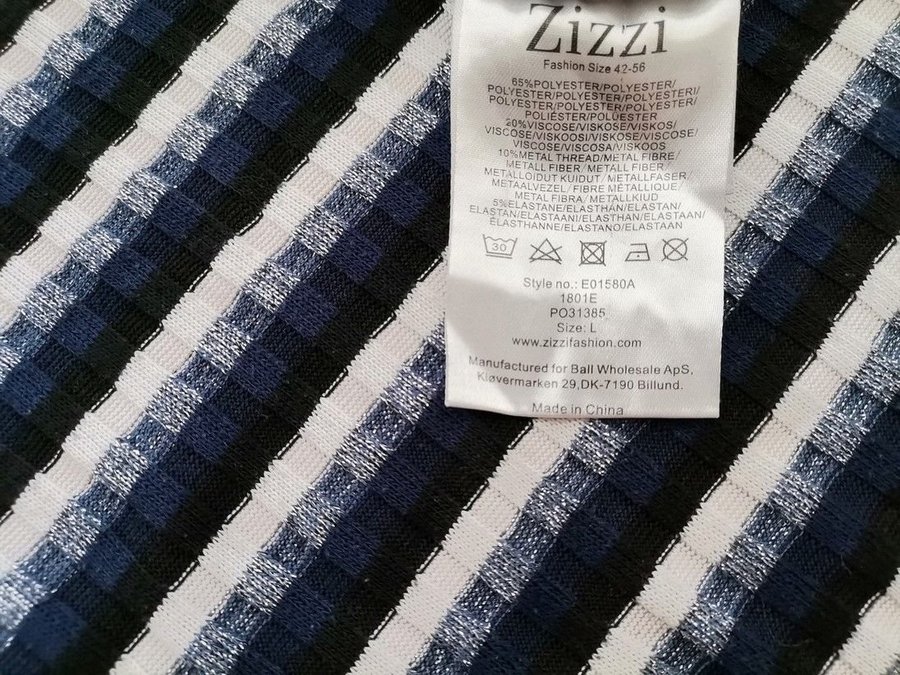 Zizzi
Fashion Size 42-56
65%POLYESTER/POLYESTER/
POLYESTER/POLYESTER/POLYESTERI/
POLYESTER/POLYESTER/POLYESTER/
POLIÉSTER/POLÜESTER
20%VISCOSE/VISKOSE/VISKOS/
VISCOSE/VISKOOSI/VISKOSE/VISCOSE/
VISCOSE/VISCOSA/VISKOOS
10%METAL THREAD/METAL FIBRE/
METALL FIBER/METALL FIBER/
METALLOIDUT KUIDUT/METALLFASER/
METAALVEZEL/FIBRE MÉTALLIQUE/
METAL FIBRA/METALLKIUD
5%ELASTANE/ELASTHAN/ELASTAN/
ELASTAN/ELASTAANI/ELASTHAN/ELASTAAN/
ÉLASTHANNE/ELASTANO/ELASTAAN
30
Style no.: E01580A
1801E
PO31385
Size: L
www.zizzifashion.com
Manufactured for Ball Wholesale ApS,
Kløvermarken 29,DK-7190 Billund.
Made in China